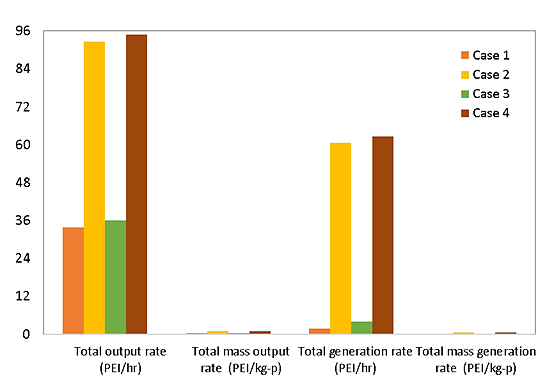 96
84
72
60
48
36
24
12
0
Case 1
Case 2
Case 3
Case 4
Total output rate
(PEI/hr)
Total mass output
rate (PEI/kg-p)
Total generation rate
(PEI/hr)
Total mass generation
rate (PEI/kg-p)